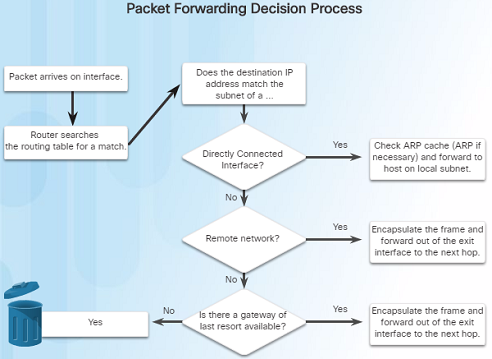 Packet Forwarding Decision Process
Packet arrives on interface.
Router searches
the routing table for a match.
Does the destination IP
address match the
subnet of a ...
Directly Connected
Interface?
Yes
Check ARP cache (ARP if
necessary) and forward to
host on local subnet.
No
Remote network?
Yes
Encapsulate the frame and
forward out of the exit
interface to the next hop.
No
Is there a gateway of
last resort available?
Yes
Encapsulate the frame and
forward out of the exit
interface to the next hop.
No
Yes